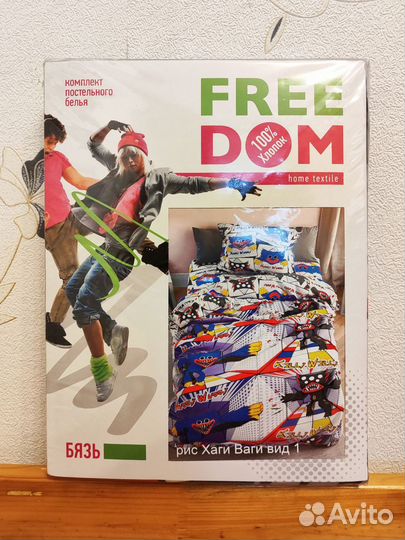 комплект
постельного
белья
FREE
DOM
100%
хлопок
home textile
БЯЗЬ
рис Хаги Ваги вид 1
Avito